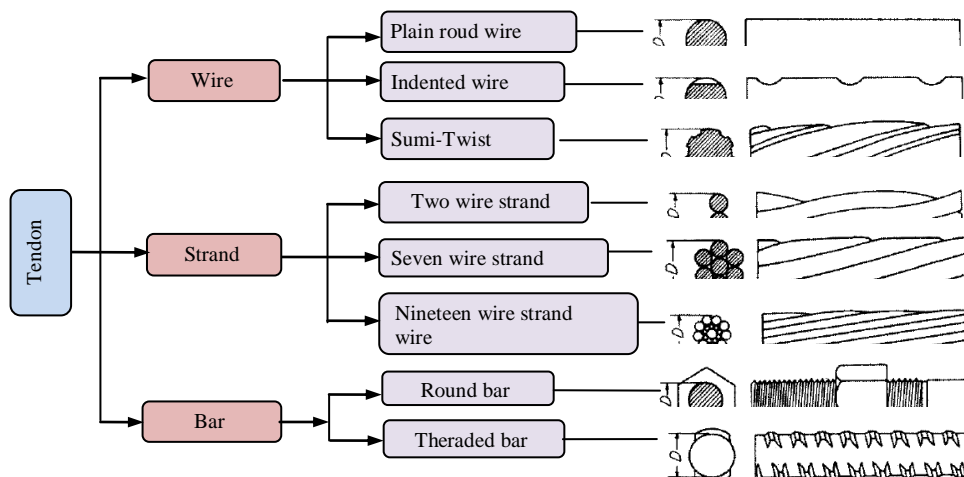 Tendon
Wire
Plain roud wire
D
Indented wire
D
Sumi-Twist
D
Strand
Two wire strand
D
Seven wire strand
D
Nineteen wire strand
wire
D
Bar
Round bar
D
Theraded bar
D